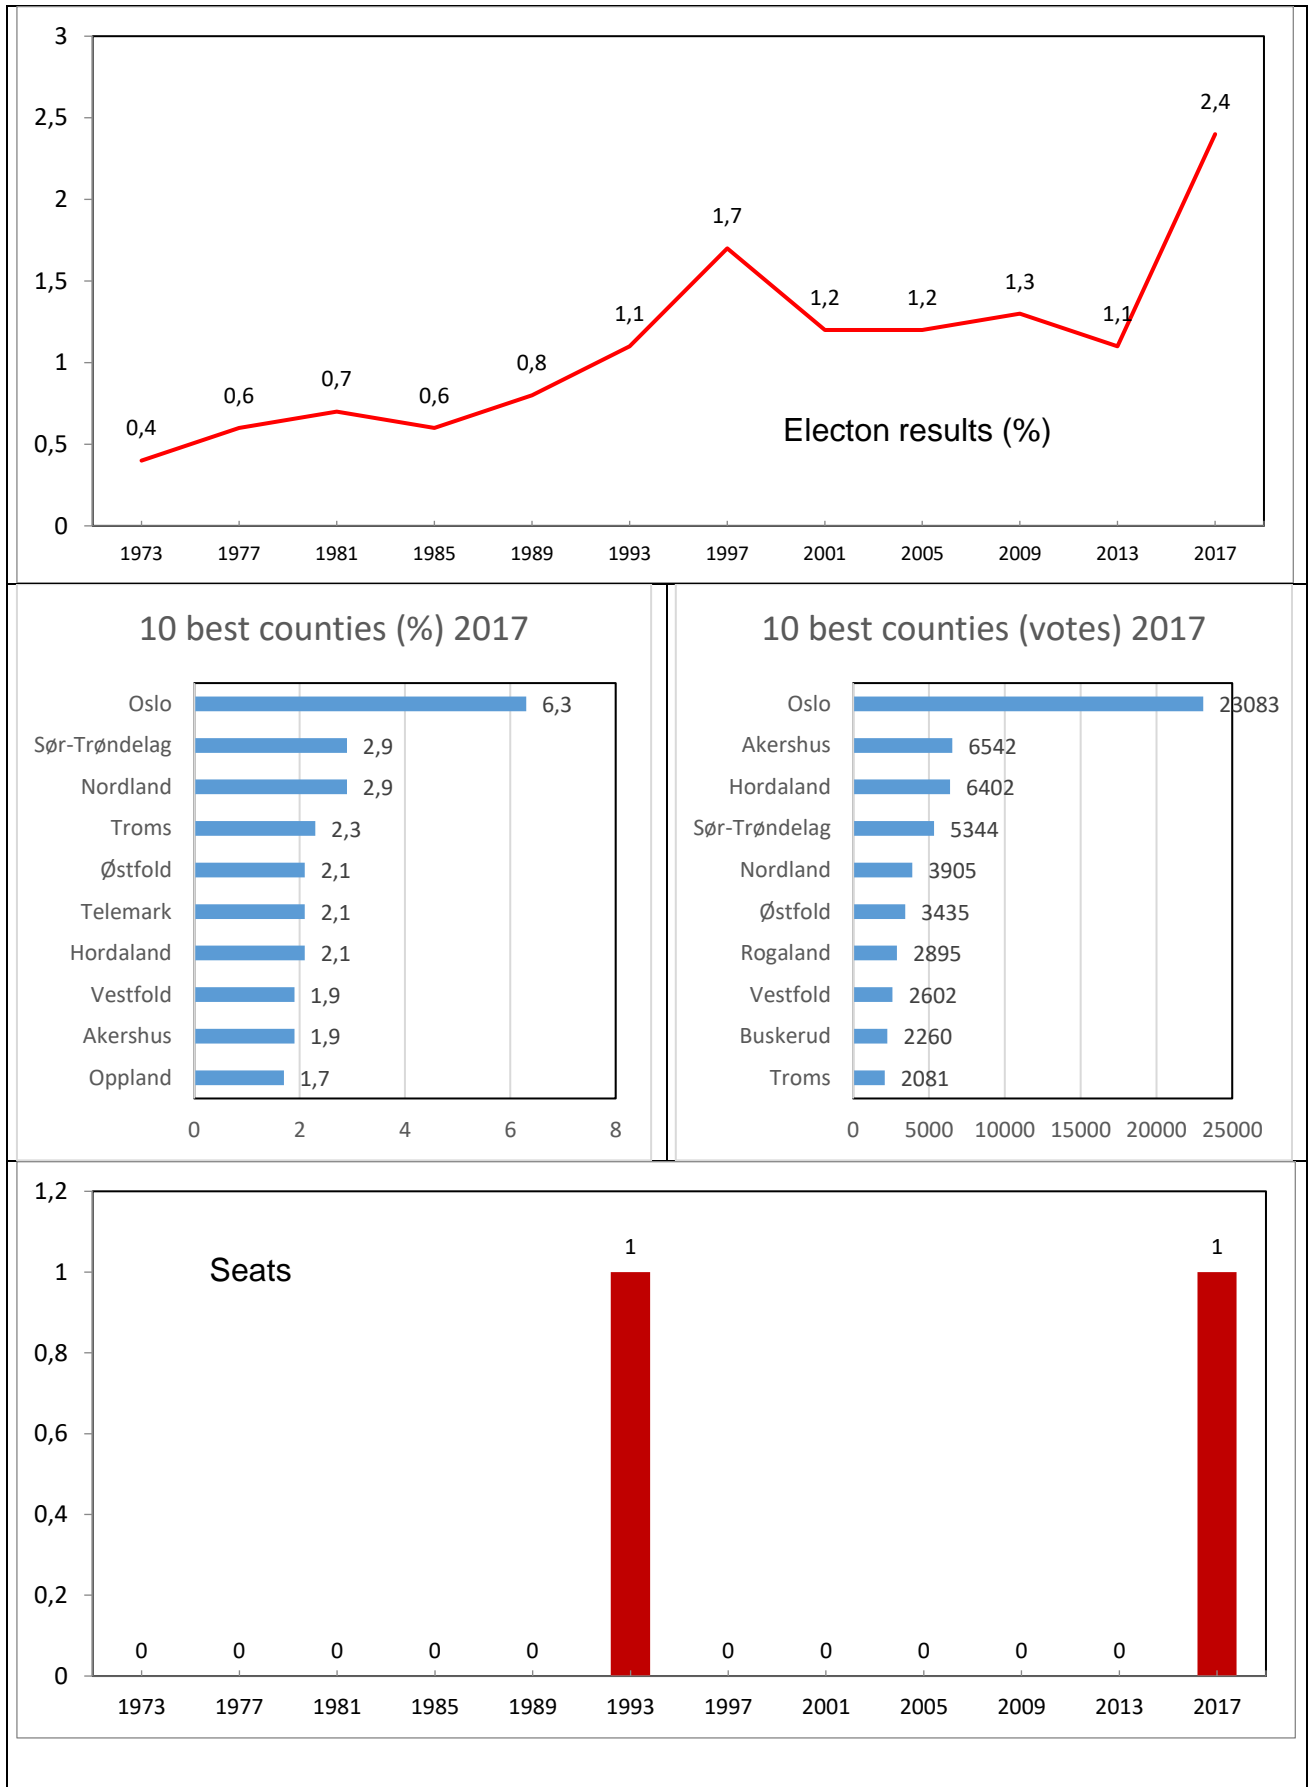 3
2,5
2
1,5
1
0,5
0
0,4
0,6
0,7
0,6
0,8
1,1
1,7
1,2
1,2
1,3
1,1
2,4
Electon results (%)
1973 1977 1981 1985 1989 1993 1997 2001 2005 2009 2013 2017
10 best counties (%) 2017
Oslo 6,3
Sør-Trøndelag 2,9
Nordland 2,9
Troms 2,3
Østfold 2,1
Telemark 2,1
Hordaland 2,1
Vestfold 1,9
Akershus 1,9
Oppland 1,7
0 2 4 6 8
10 best counties (votes) 2017
Oslo 23083
Akershus 6542
Hordaland 6402
Sør-Trøndelag 5344
Nordland 3905
Østfold 3435
Rogaland 2895
Vestfold 2602
Buskerud 2260
Troms 2081
0 5000 10000 15000 20000 25000
1,2
1
0,8
0,6
0,4
0,2
0
Seats
0 0 0 0 0 1 0 0 0 0 0 1
1973 1977 1981 1985 1989 1993 1997 2001 2005 2009 2013 2017